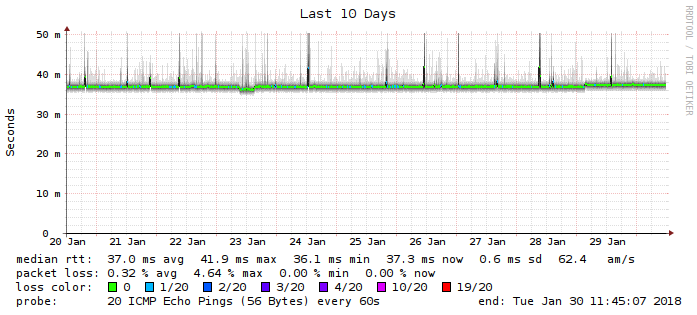 Last 10 Days
RRDTOOL / TOBI OETIKER
Seconds
50 m
40 m
30 m
20 m
10 m
0
20 Jan 21 Jan 22 Jan 23 Jan 24 Jan 25 Jan 26 Jan 27 Jan 28 Jan 29 Jan
median rtt: 37.0 ms avg 41.9 ms max 36.1 ms min 37.3 ms now 0.6 ms sd 62.4 am/s
packet loss: 0.32 % avg 4.64 % max 0.00 % min 0.00 % now
loss color: 0 1/20 2/20 3/20 4/20 10/20 19/20
probe: 20 ICMP Echo Pings (56 Bytes) every 60s end: Tue Jan 30 11:45:07 2018